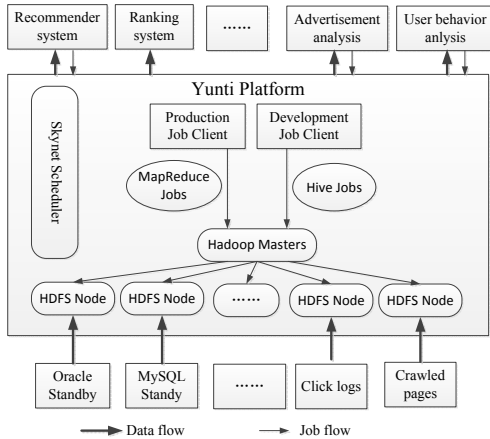 Recommender
system
Ranking
system
......
Advertisement
analysis
User behavior
anlysis
Yunti Platform
Skynet Scheduler
Production
Job Client
Development
Job Client
MapReduce
Jobs
Hive Jobs
Hadoop Masters
HDFS Node
HDFS Node
......
HDFS Node
HDFS Node
Oracle
Standby
MySQL
Standy
......
Click logs
Crawled
pages
Data flow
Job flow